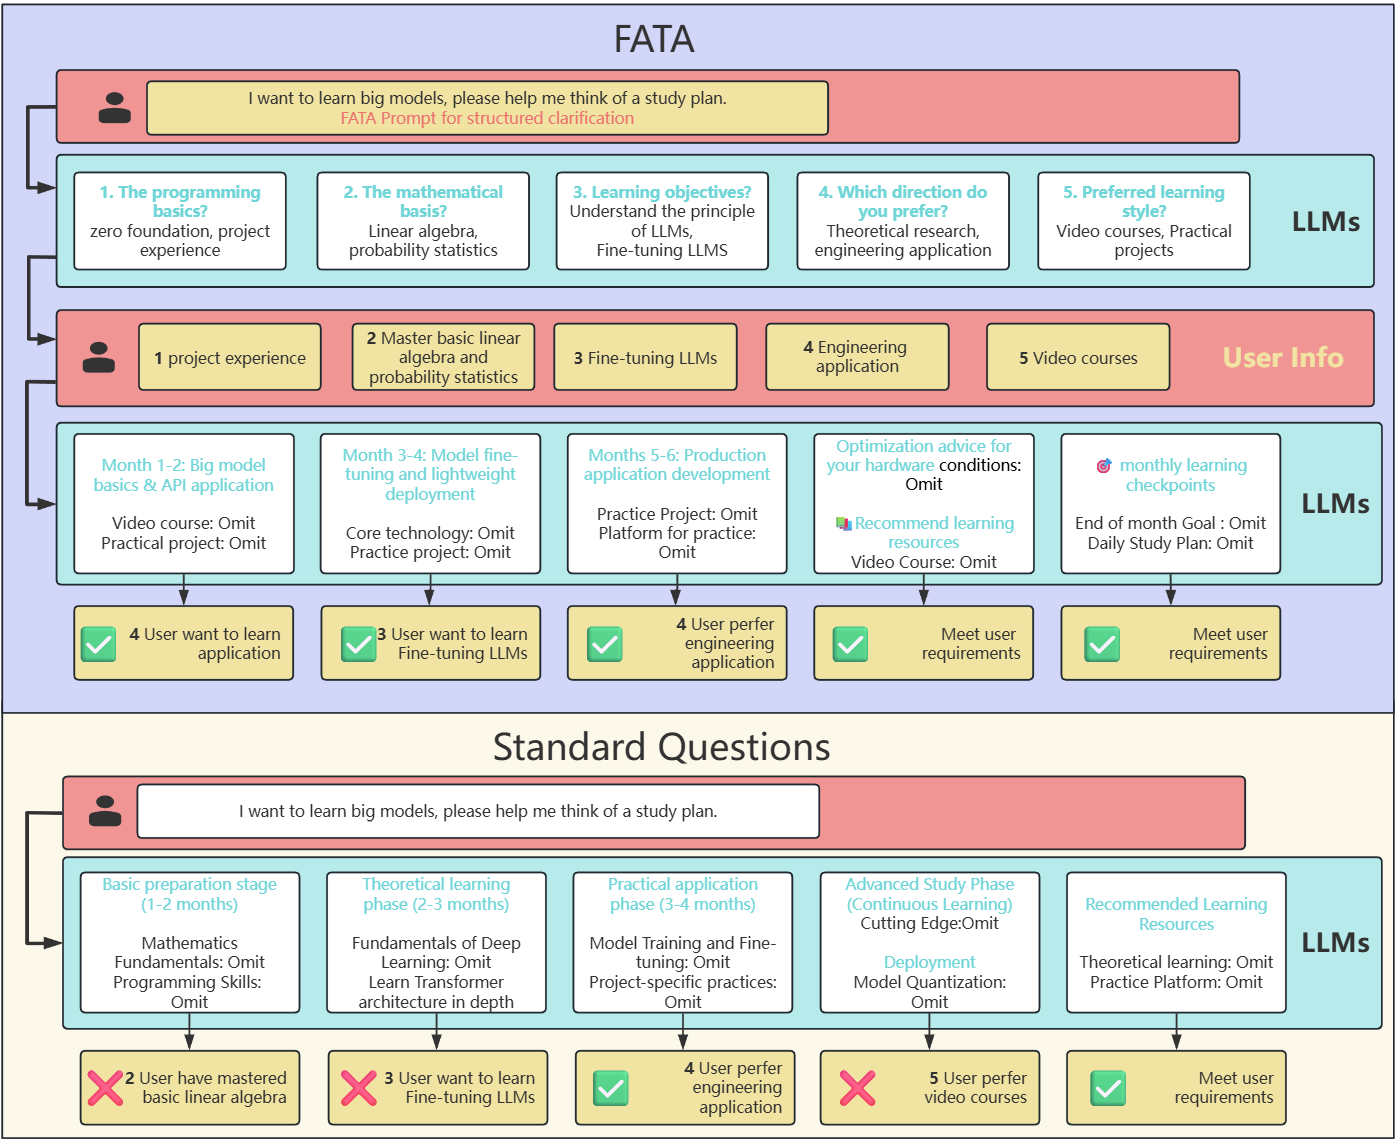 FATA
I want to learn big models, please help me think of a study plan.
FATA Prompt for structured clarification
1. The programming
basics?
zero foundation, project
experience
2. The mathematical
basis?
Linear algebra,
probability statistics
3. Learning objectives?
Understand the principle
of LLMs,
Fine-tuning LLMS
4. Which direction do
you prefer?
Theoretical research,
engineering application
5. Preferred learning
style?
Video courses, Practical
projects
LLMs
1 project experience
2 Master basic linear
algebra and
probability statistics
3 Fine-tuning LLMs
4 Engineering
application
5 Video courses
User Info
Month 1-2: Big model
basics & API application
Video course: Omit
Practical project: Omit
Month 3-4: Model fine-
tuning and lightweight
deployment
Core technology: Omit
Practice project: Omit
Months 5-6: Production
application development
Practice Project: Omit
Platform for practice:
Omit
Optimization advice for
your hardware conditions:
Omit
Recommend learning
resources
Video Course: Omit
monthly learning
checkpoints
End of month Goal : Omit
Daily Study Plan: Omit
LLMs
4 User want to learn
application
3 User want to learn
Fine-tuning LLMs
4 User perfer
engineering
application
Meet user
requirements
Meet user
requirements
Standard Questions
I want to learn big models, please help me think of a study plan.
Basic preparation stage
(1-2 months)
Mathematics
Fundamentals: Omit
Programming Skills:
Omit
Theoretical learning
phase (2-3 months)
Fundamentals of Deep
Learning: Omit
Learn Transformer
architecture in depth
Practical application
phase (3-4 months)
Model Training and Fine-
tuning: Omit
Project-specific practices:
Omit
Advanced Study Phase
(Continuous Learning)
Cutting Edge:Omit
Deployment
Model Quantization:
Omit
Recommended Learning
Resources
Theoretical learning: Omit
Practice Platform: Omit
LLMs
2 User have mastered
basic linear algebra
3 User want to learn
Fine-tuning LLMs
4 User perfer
engineering
application
5 User perfer
video courses
Meet user
requirements